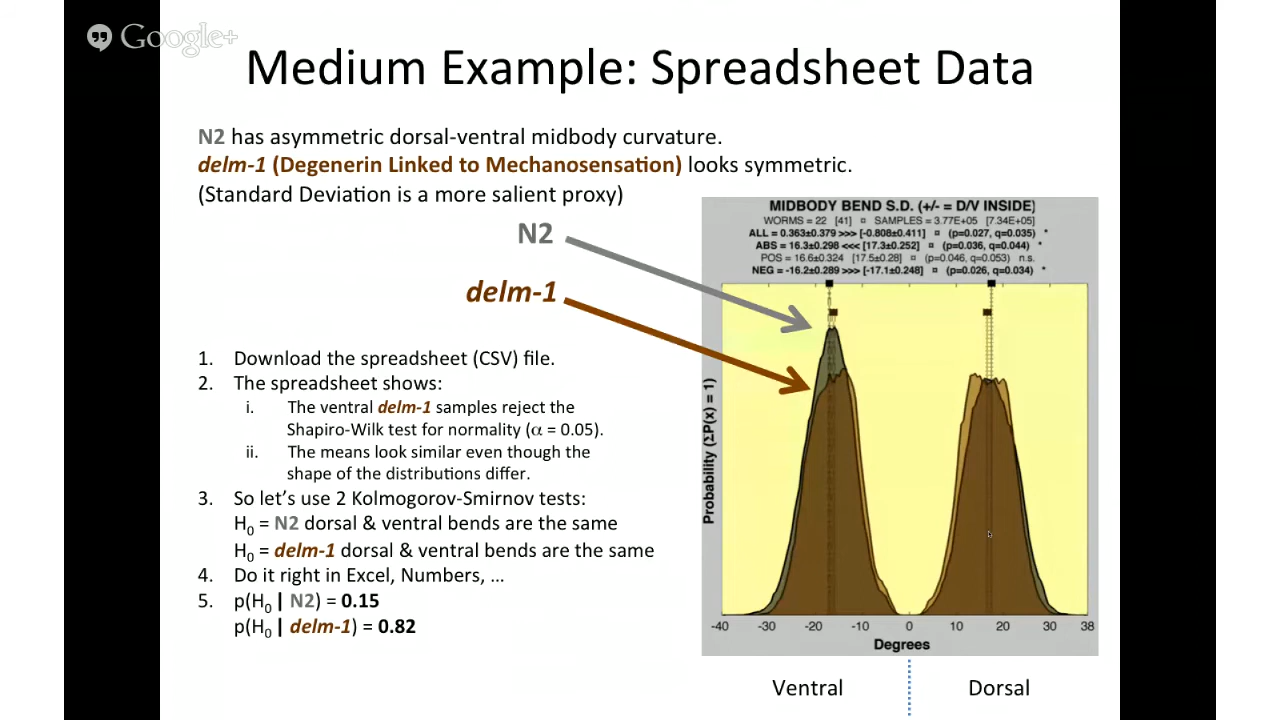 Google+
Medium Example: Spreadsheet Data
N2 has asymmetric dorsal-ventral midbody curvature.
delm-1 (Degenerin Linked to Mechanosensation) looks symmetric.
(Standard Deviation is a more salient proxy)
N2
delm-1
1. Download the spreadsheet (CSV) file.
2. The spreadsheet shows:
i. The ventral delm-1 samples reject the
Shapiro-Wilk test for normality (α = 0.05).
ii. The means look similar even though the
shape of the distributions differ.
3. So let's use 2 Kolmogorov-Smirnov tests:
H0 = N2 dorsal & ventral bends are the same
H0 = delm-1 dorsal & ventral bends are the same
4. Do it right in Excel, Numbers, ...
5. p(H0 | N2) = 0.15
p(H0 | delm-1) = 0.82
MIDBODY BEND S.D. (+/- = D/V INSIDE)
WORMS = 22 [41] ¤ SAMPLES = 3.77E+05 [7.34E+05]
ALL = 0.363±0.379 >>> [-0.808±0.411] ¤ (p=0.027, q=0.035) *
ABS = 16.3±0.298 <<< [17.3±0.252] ¤ (p=0.036, q=0.044) *
POS = 16.6±0.324 [17.5±0.28] ¤ (p=0.046, q=0.053) n.s.
NEG = -16.2±0.289 >>> [-17.1±0.248] ¤ (p=0.026, q=0.034) *
Probability (ΣP(x) = 1)
-40 -30 -20 -10 0 10 20 30 38
Degrees
Ventral Dorsal